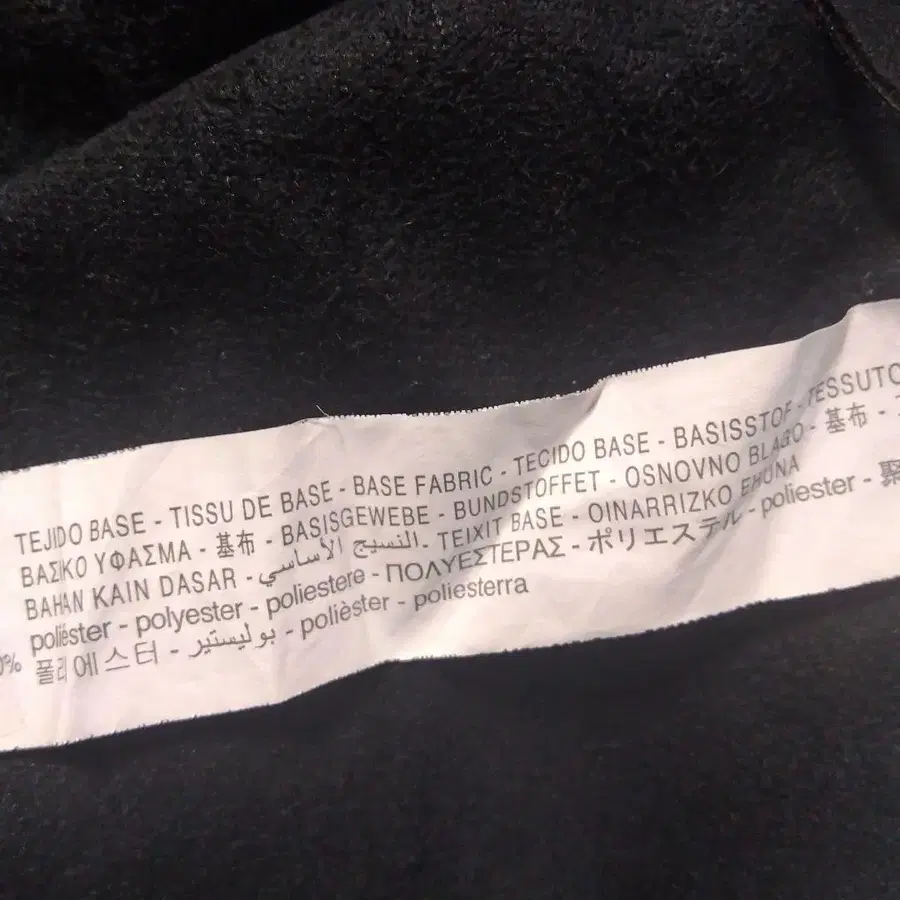 TEJIDO BASE - TISSU DE BASE - BASE FABRIC - TECIDO BASE - BASISSTOF - TESSUTO
ΒΑΣΙΚΟ ΥΦΑΣΜΑ - 基布 - BASISGEWEBE - BUNDSTOFFET - OSNOVNO BLAGO - 基布 -
BAHAN KAIN DASAR - النسيج الأساسي - TEIXIT BASE - OINARRIZKO EHUNA
0% poliéster - polyester - poliestere - ΠΟΛΥΕΣΤΕΡΑΣ - ポリエステル - poliester - 聚
폴리에스터 - بوليستير - polièster - poliesterra